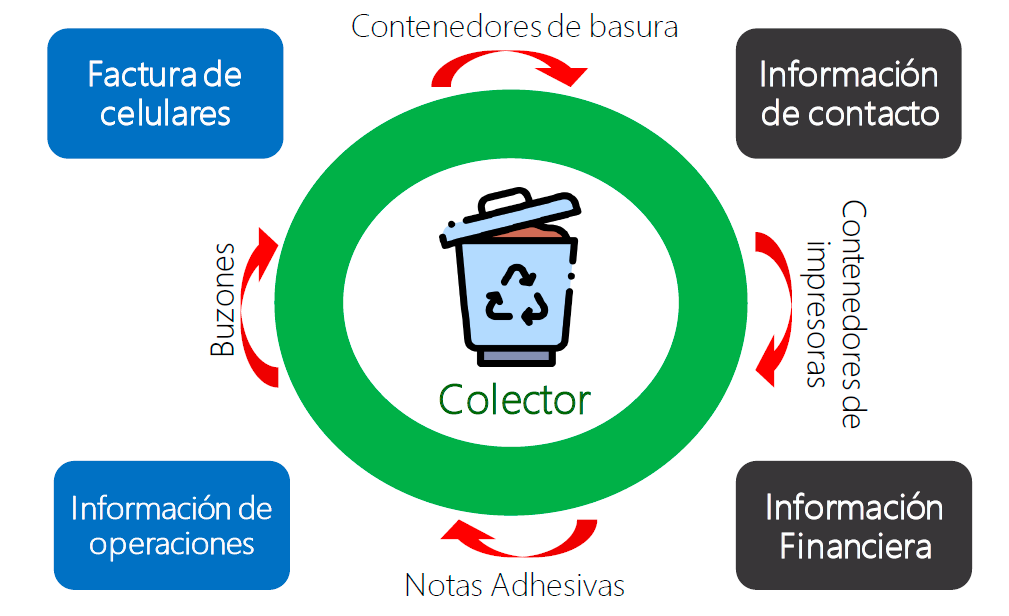 Contenedores de basura
Factura de
celulares
Información
de contacto
Buzones
Contenedores de
impresoras
Colector
Información de
operaciones
Información
Financiera
Notas Adhesivas